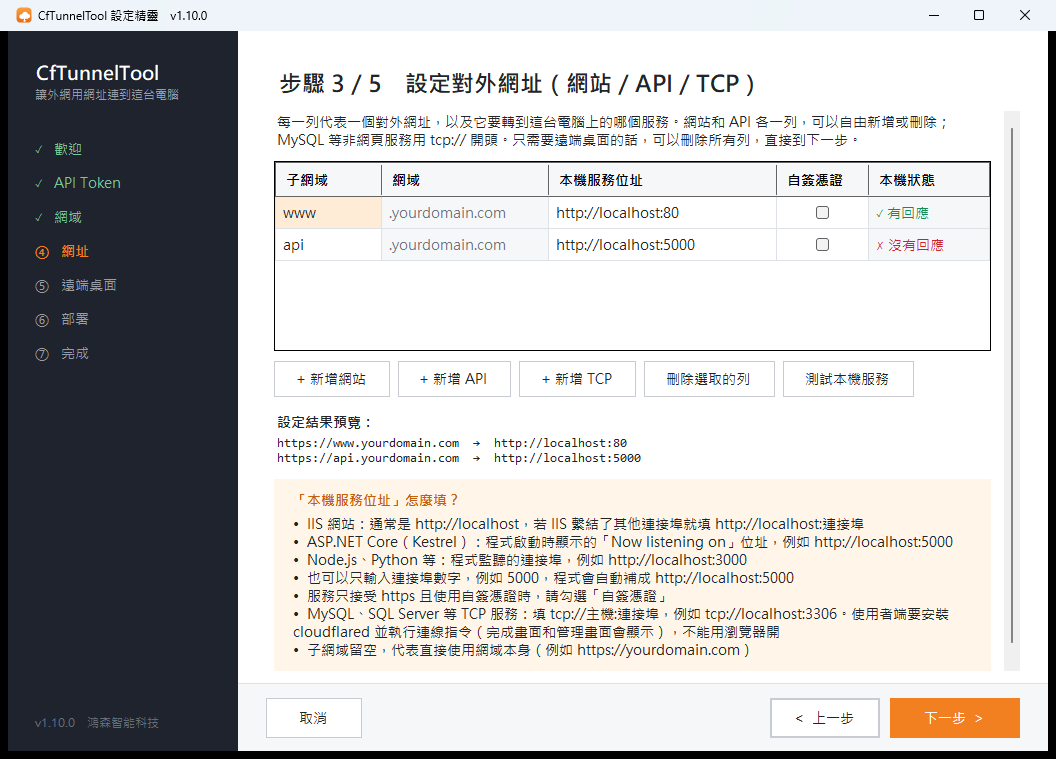 CfTunnelTool 設定精靈 v1.10.0
CfTunnelTool
讓外網用網址連到這台電腦
✓ 歡迎
✓ API Token
✓ 網域
④ 網址
⑤ 遠端桌面
⑥ 部署
⑦ 完成
v1.10.0 鴻森智能科技
步驟 3 / 5 設定對外網址（網站 / API / TCP）
每一列代表一個對外網址，以及它要轉到這台電腦上的哪個服務。網站和 API 各一列，可以自由新增或刪除；
MySQL 等非網頁服務用 tcp:// 開頭。只需要遠端桌面的話，可以刪除所有列，直接到下一步。
子網域 網域 本機服務位址 自簽憑證 本機狀態
www .yourdomain.com http://localhost:80 ✓ 有回應
api .yourdomain.com http://localhost:5000 ✗ 沒有回應
+ 新增網站 + 新增 API + 新增 TCP 刪除選取的列 測試本機服務
設定結果預覽：
https://www.yourdomain.com → http://localhost:80
https://api.yourdomain.com → http://localhost:5000
「本機服務位址」怎麼填？
• IIS 網站：通常是 http://localhost，若 IIS 繫結了其他連接埠就填 http://localhost:連接埠
• ASP.NET Core（Kestrel）：程式啟動時顯示的「Now listening on」位址，例如 http://localhost:5000
• Node.js、Python 等：程式監聽的連接埠，例如 http://localhost:3000
• 也可以只輸入連接埠數字，例如 5000，程式會自動補成 http://localhost:5000
• 服務只接受 https 且使用自簽憑證時，請勾選「自簽憑證」
• MySQL、SQL Server 等 TCP 服務：填 tcp://主機:連接埠，例如 tcp://localhost:3306。使用者端要安裝
cloudflared 並執行連線指令（完成畫面和管理畫面會顯示），不能用瀏覽器開
• 子網域留空，代表直接使用網域本身（例如 https://yourdomain.com）
取消 < 上一步 下一步 >